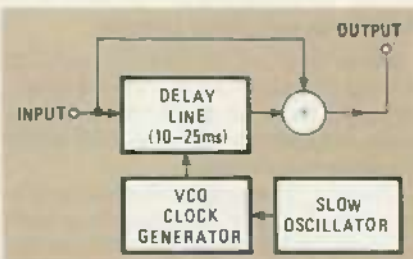 OUTPUT
INPUT
DELAY
LINE
(10-25ms)
VCO
CLOCK
GENERATOR
SLOW
OSCILLATOR